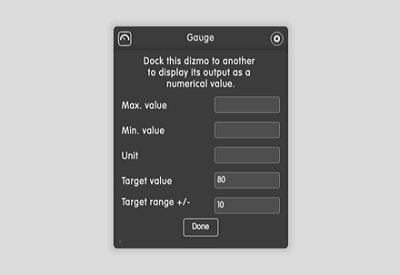 Gauge
Dock this dizmo to another
to display its output as a
numerical value.
Max. value
Min. value
Unit
Target value 80
Target range +/- 10
Done